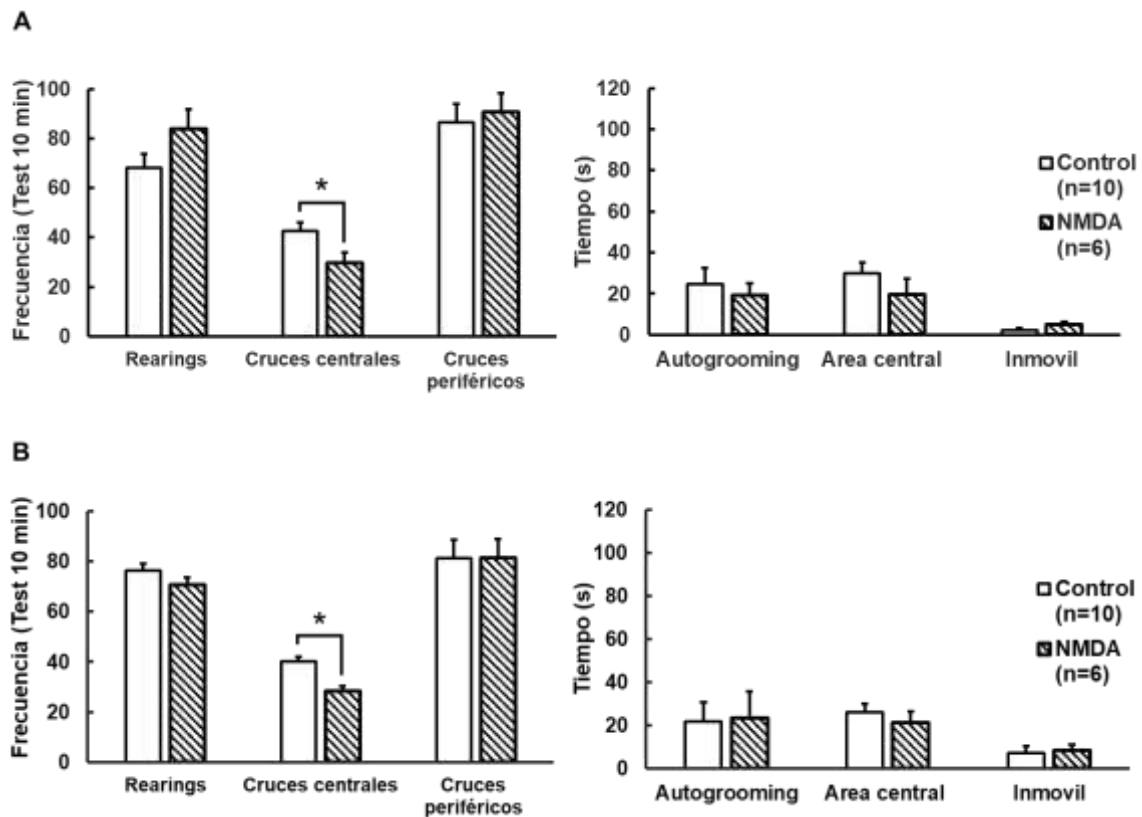 A
Frecuencia (Test 10 min)
100
80
60
40
20
0
*
Rearings
Cruces centrales
Cruces
periféricos
Tiempo (s)
120
100
80
60
40
20
0
Autogrooming
Area central
Inmovil
Control
(n=10)
NMDA
(n=6)
B
Frecuencia (Test 10 min)
100
80
60
40
20
0
*
Rearings
Cruces centrales
Cruces
periféricos
Tiempo (s)
120
100
80
60
40
20
0
Autogrooming
Area central
Inmovil
Control
(n=10)
NMDA
(n=6)